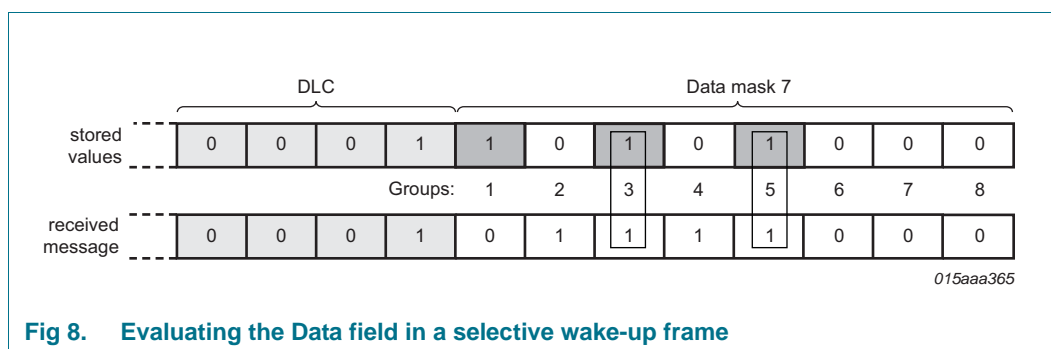 DLC Data mask 7
stored values 0 0 0 1 1 0 1 0 1 0 0 0
Groups: 1 2 3 4 5 6 7 8
received message 0 0 0 1 0 1 1 1 1 0 0 0
015aaa365
Fig 8. Evaluating the Data field in a selective wake-up frame